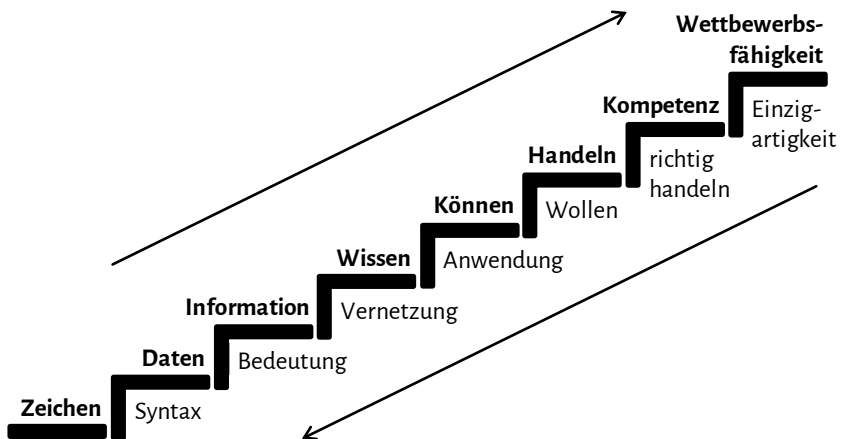 Wettbewerbs-
fähigkeit
Einzig-
artigkeit
Kompetenz
richtig
handeln
Handeln
Wollen
Können
Anwendung
Wissen
Vernetzung
Information
Bedeutung
Daten
Syntax
Zeichen